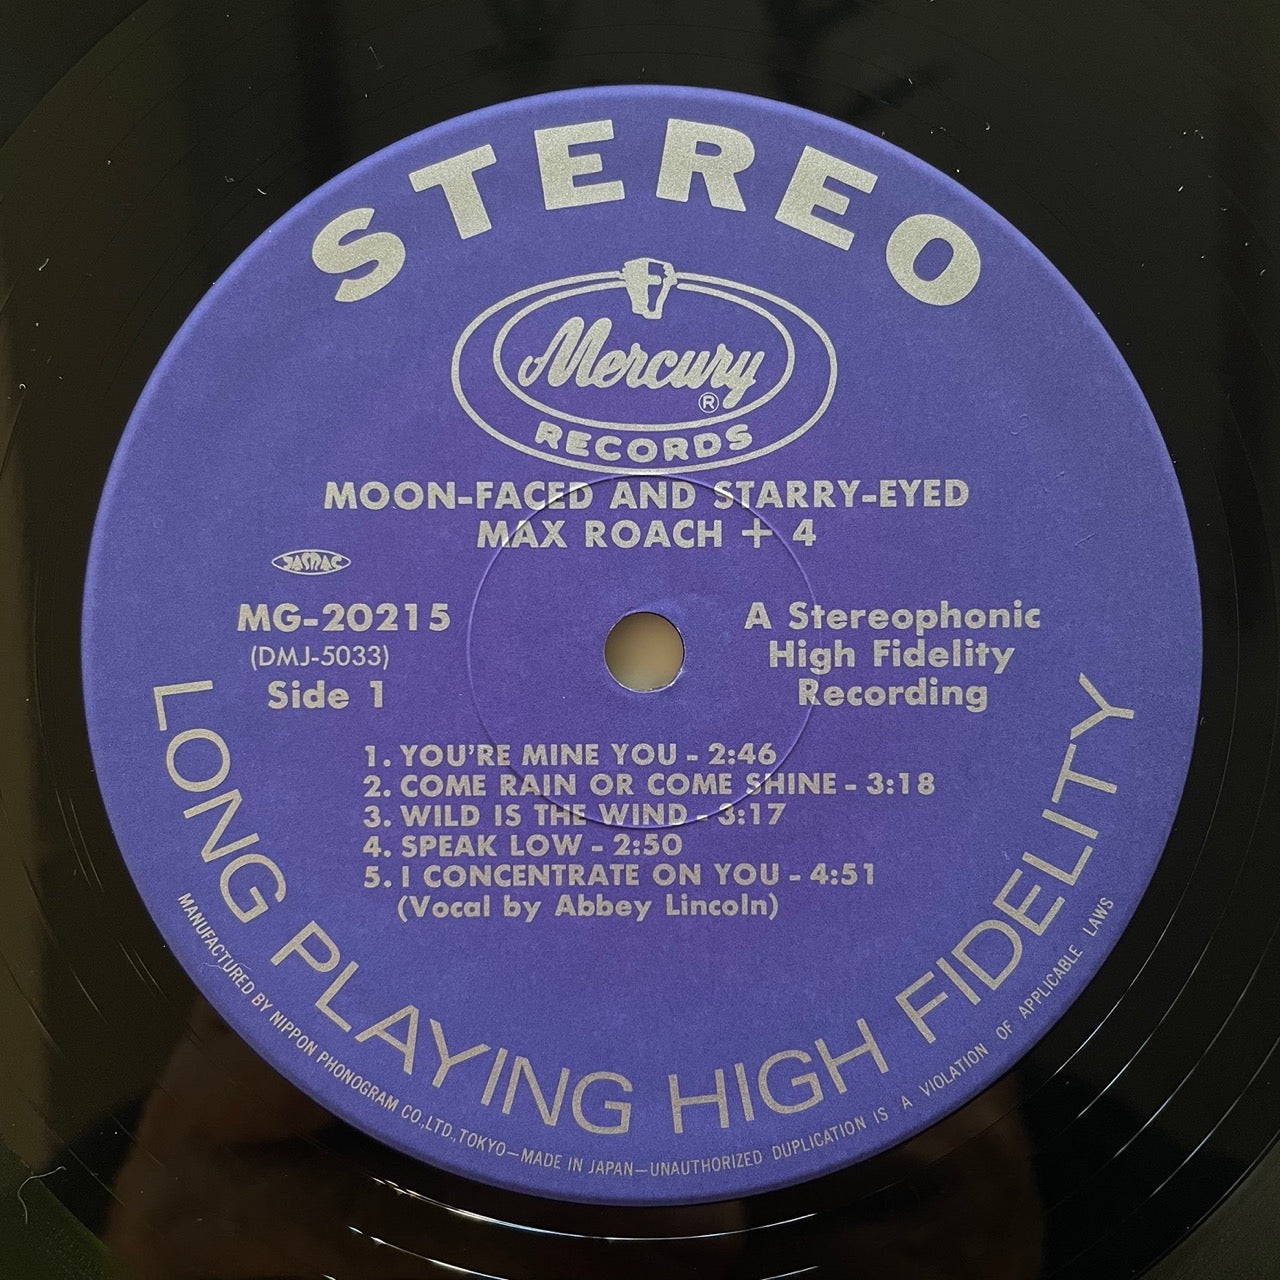 STEREO
Mercury
®
RECORDS
MOON-FACED AND STARRY-EYED
MAX ROACH + 4
JASRAC
MG-20215
(DMJ-5033)
Side 1
A Stereophonic
High Fidelity
Recording
1. YOU'RE MINE YOU - 2:46
2. COME RAIN OR COME SHINE - 3:18
3. WILD IS THE WIND - 3:17
4. SPEAK LOW - 2:50
5. I CONCENTRATE ON YOU - 4:51
(Vocal by Abbey Lincoln)
LONG PLAYING HIGH FIDELITY
MANUFACTURED BY NIPPON PHONOGRAM CO.,LTD.,TOKYO—MADE IN JAPAN—UNAUTHORIZED DUPLICATION IS A VIOLATION OF APPLICABLE LAWS